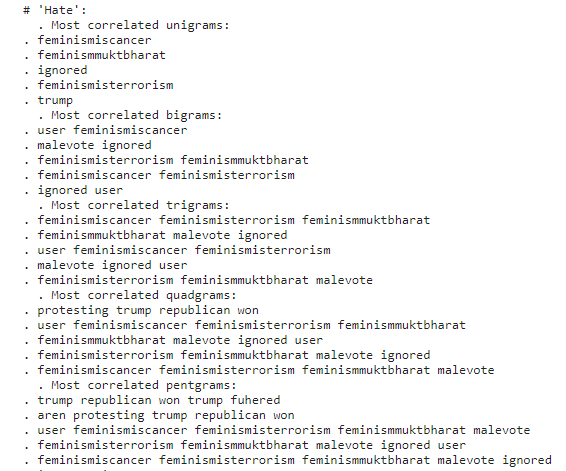 # 'Hate':
. Most correlated unigrams:
. feminismiscancer
. feminismmuktbharat
. ignored
. feminismisterrorism
. trump
. Most correlated bigrams:
. user feminismiscancer
. malevote ignored
. feminismisterrorism feminismmuktbharat
. feminismiscancer feminismisterrorism
. ignored user
. Most correlated trigrams:
. feminismiscancer feminismisterrorism feminismmuktbharat
. feminismmuktbharat malevote ignored
. user feminismiscancer feminismisterrorism
. malevote ignored user
. feminismisterrorism feminismmuktbharat malevote
. Most correlated quadgrams:
. protesting trump republican won
. user feminismiscancer feminismisterrorism feminismmuktbharat
. feminismmuktbharat malevote ignored user
. feminismisterrorism feminismmuktbharat malevote ignored
. feminismiscancer feminismisterrorism feminismmuktbharat malevote
. Most correlated pentgrams:
. trump republican won trump fuhered
. aren protesting trump republican won
. user feminismiscancer feminismisterrorism feminismmuktbharat malevote
. feminismisterrorism feminismmuktbharat malevote ignored user
. feminismiscancer feminismisterrorism feminismmuktbharat malevote ignored